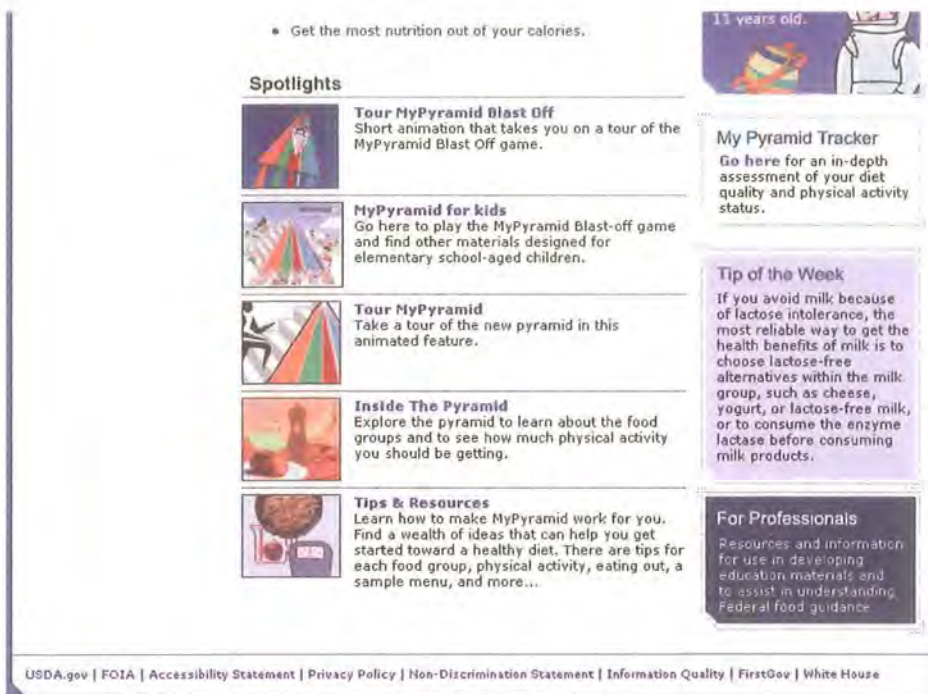 • Get the most nutrition out of your calories.
Spotlights
Tour MyPyramid Blast Off
Short animation that takes you on a tour of the
MyPyramid Blast Off game.
MyPyramid for kids
Go here to play the MyPyramid Blast-off game
and find other materials designed for
elementary school-aged children.
Tour MyPyramid
Take a tour of the new pyramid in this
animated feature.
Inside The Pyramid
Explore the pyramid to learn about the food
groups and to see how much physical activity
you should be getting.
Tips & Resources
Learn how to make MyPyramid work for you.
Find a wealth of ideas that can help you get
started toward a healthy diet. There are tips for
each food group, physical activity, eating out, a
sample menu, and more...
11 years old.
My Pyramid Tracker
Go here for an in-depth
assessment of your diet
quality and physical activity
status.
Tip of the Week
If you avoid milk because
of lactose intolerance, the
most reliable way to get the
health benefits of milk is to
choose lactose-free
alternatives within the milk
group, such as cheese,
yogurt, or lactose-free milk,
or to consume the enzyme
lactase before consuming
milk products.
For Professionals
Resources and information
for use in developing
education materials and
to assist in understanding
Federal food guidance
USDA.gov | FOIA | Accessibility Statement | Privacy Policy | Non-Discrimination Statement | Information Quality | FirstGov | White House